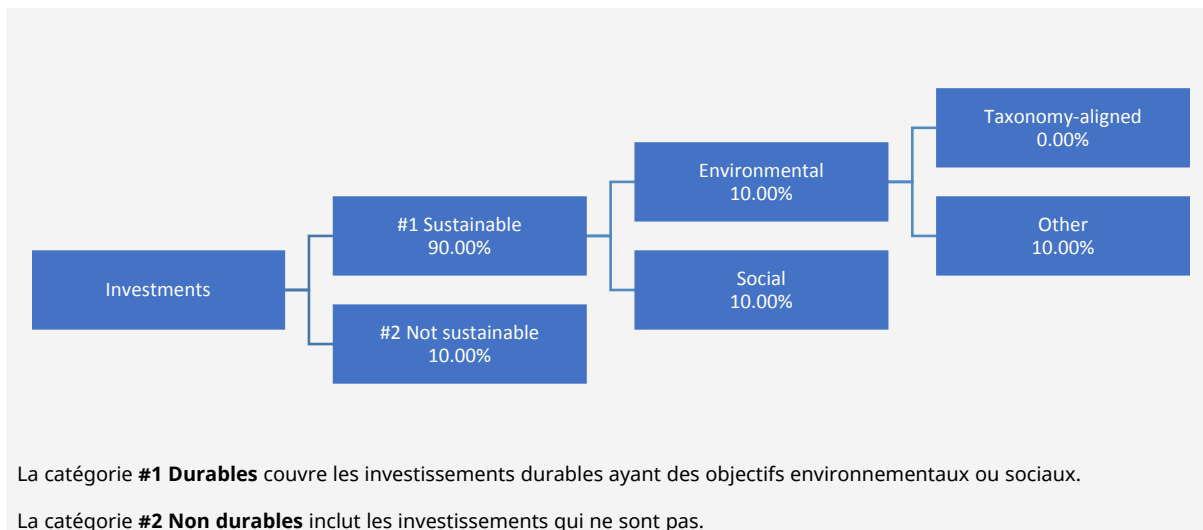 Taxonomy-aligned
0.00%
Environmental
10.00%
#1 Sustainable
90.00%
Other
10.00%
Investments
Social
10.00%
#2 Not sustainable
10.00%
La catégorie #1 Durables couvre les investissements durables ayant des objectifs environnementaux ou sociaux.
La catégorie #2 Non durables inclut les investissements qui ne sont pas.